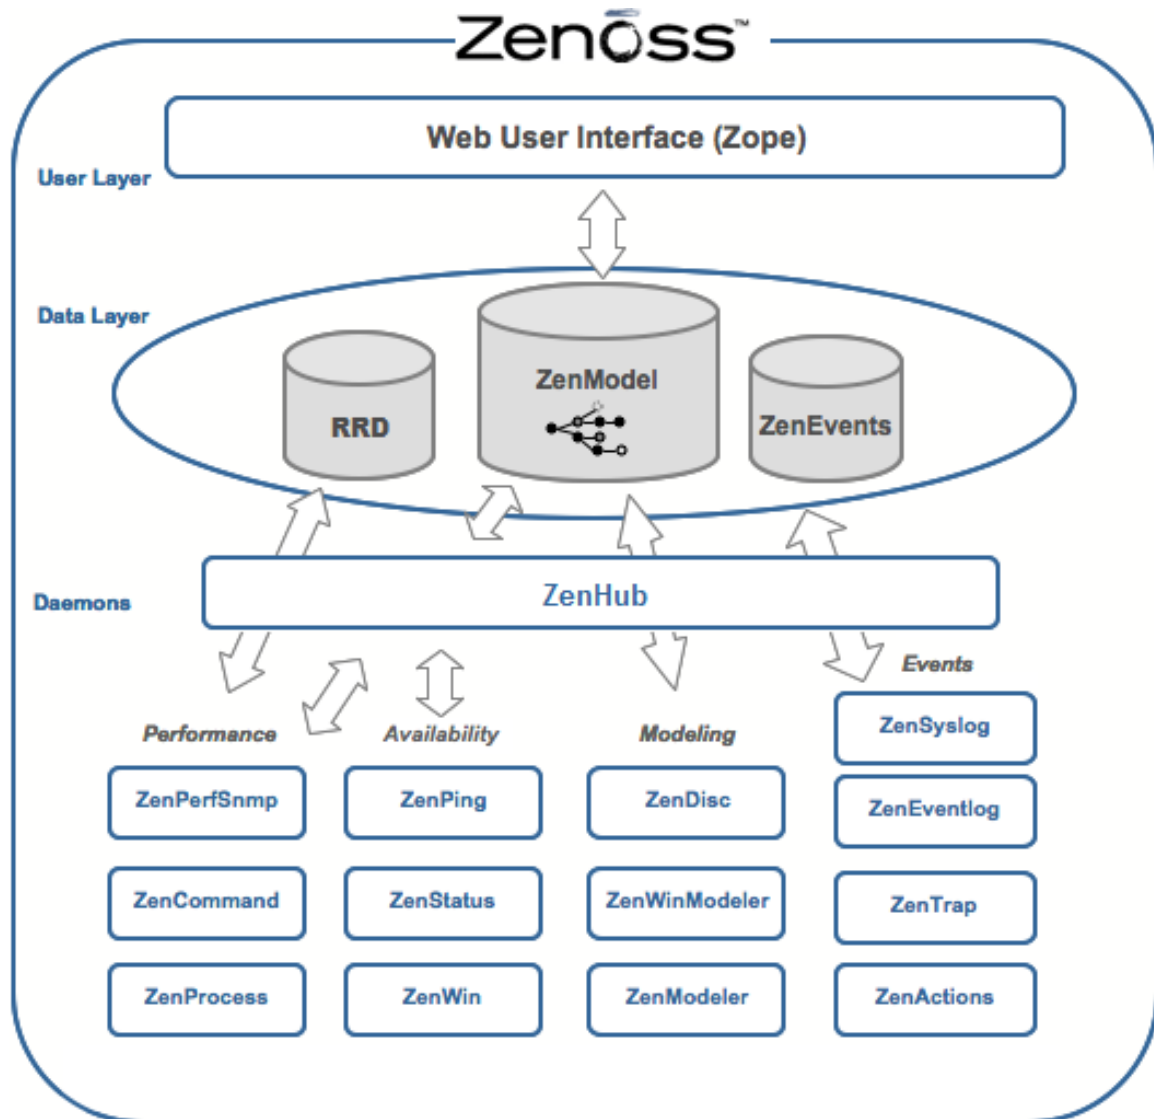 Zenoss™
Web User Interface (Zope)
User Layer
Data Layer
RRD
ZenModel
ZenEvents
Daemons
ZenHub
Performance
Availability
Modeling
Events
ZenPerfSnmp
ZenCommand
ZenProcess
ZenPing
ZenStatus
ZenWin
ZenDisc
ZenWinModeler
ZenModeler
ZenSyslog
ZenEventlog
ZenTrap
ZenActions